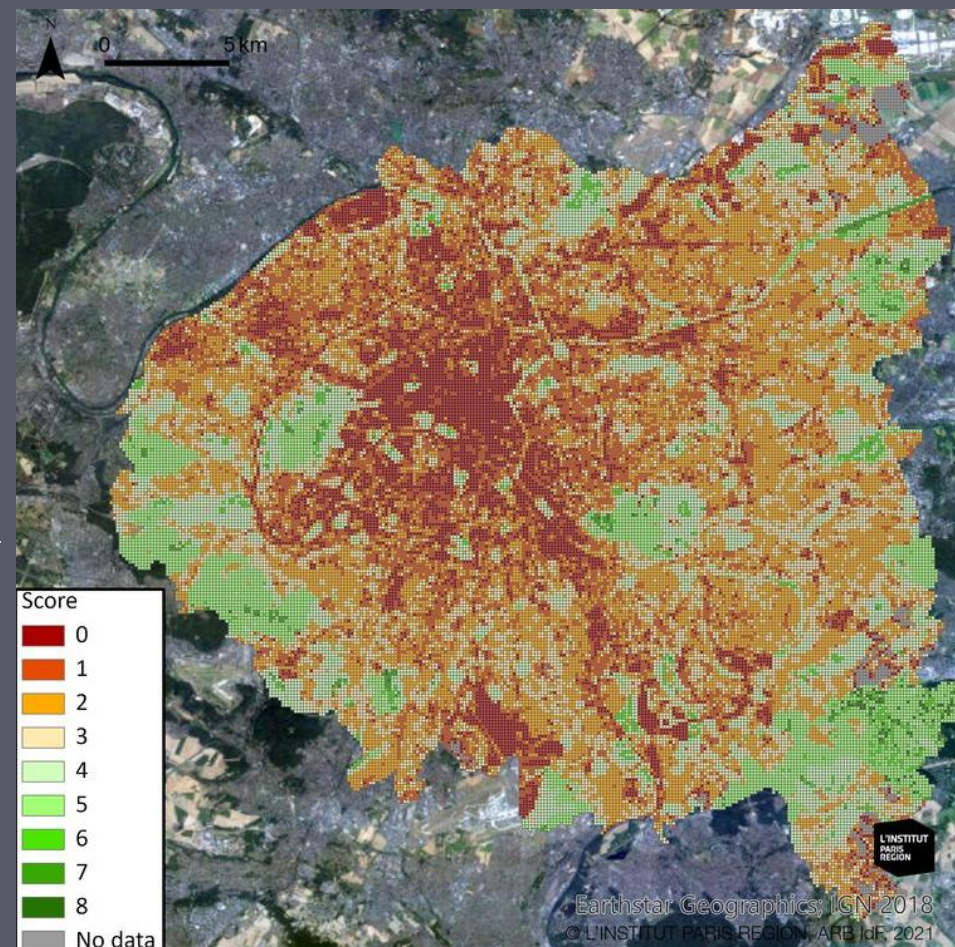 N
0 5 km
Score
0
1
2
3
4
5
6
7
8
No data
L'INSTITUT
PARIS
REGION
Earthstar Geographics; IGN 2018
© L'INSTITUT PARIS REGION, ARB IdF, 2021